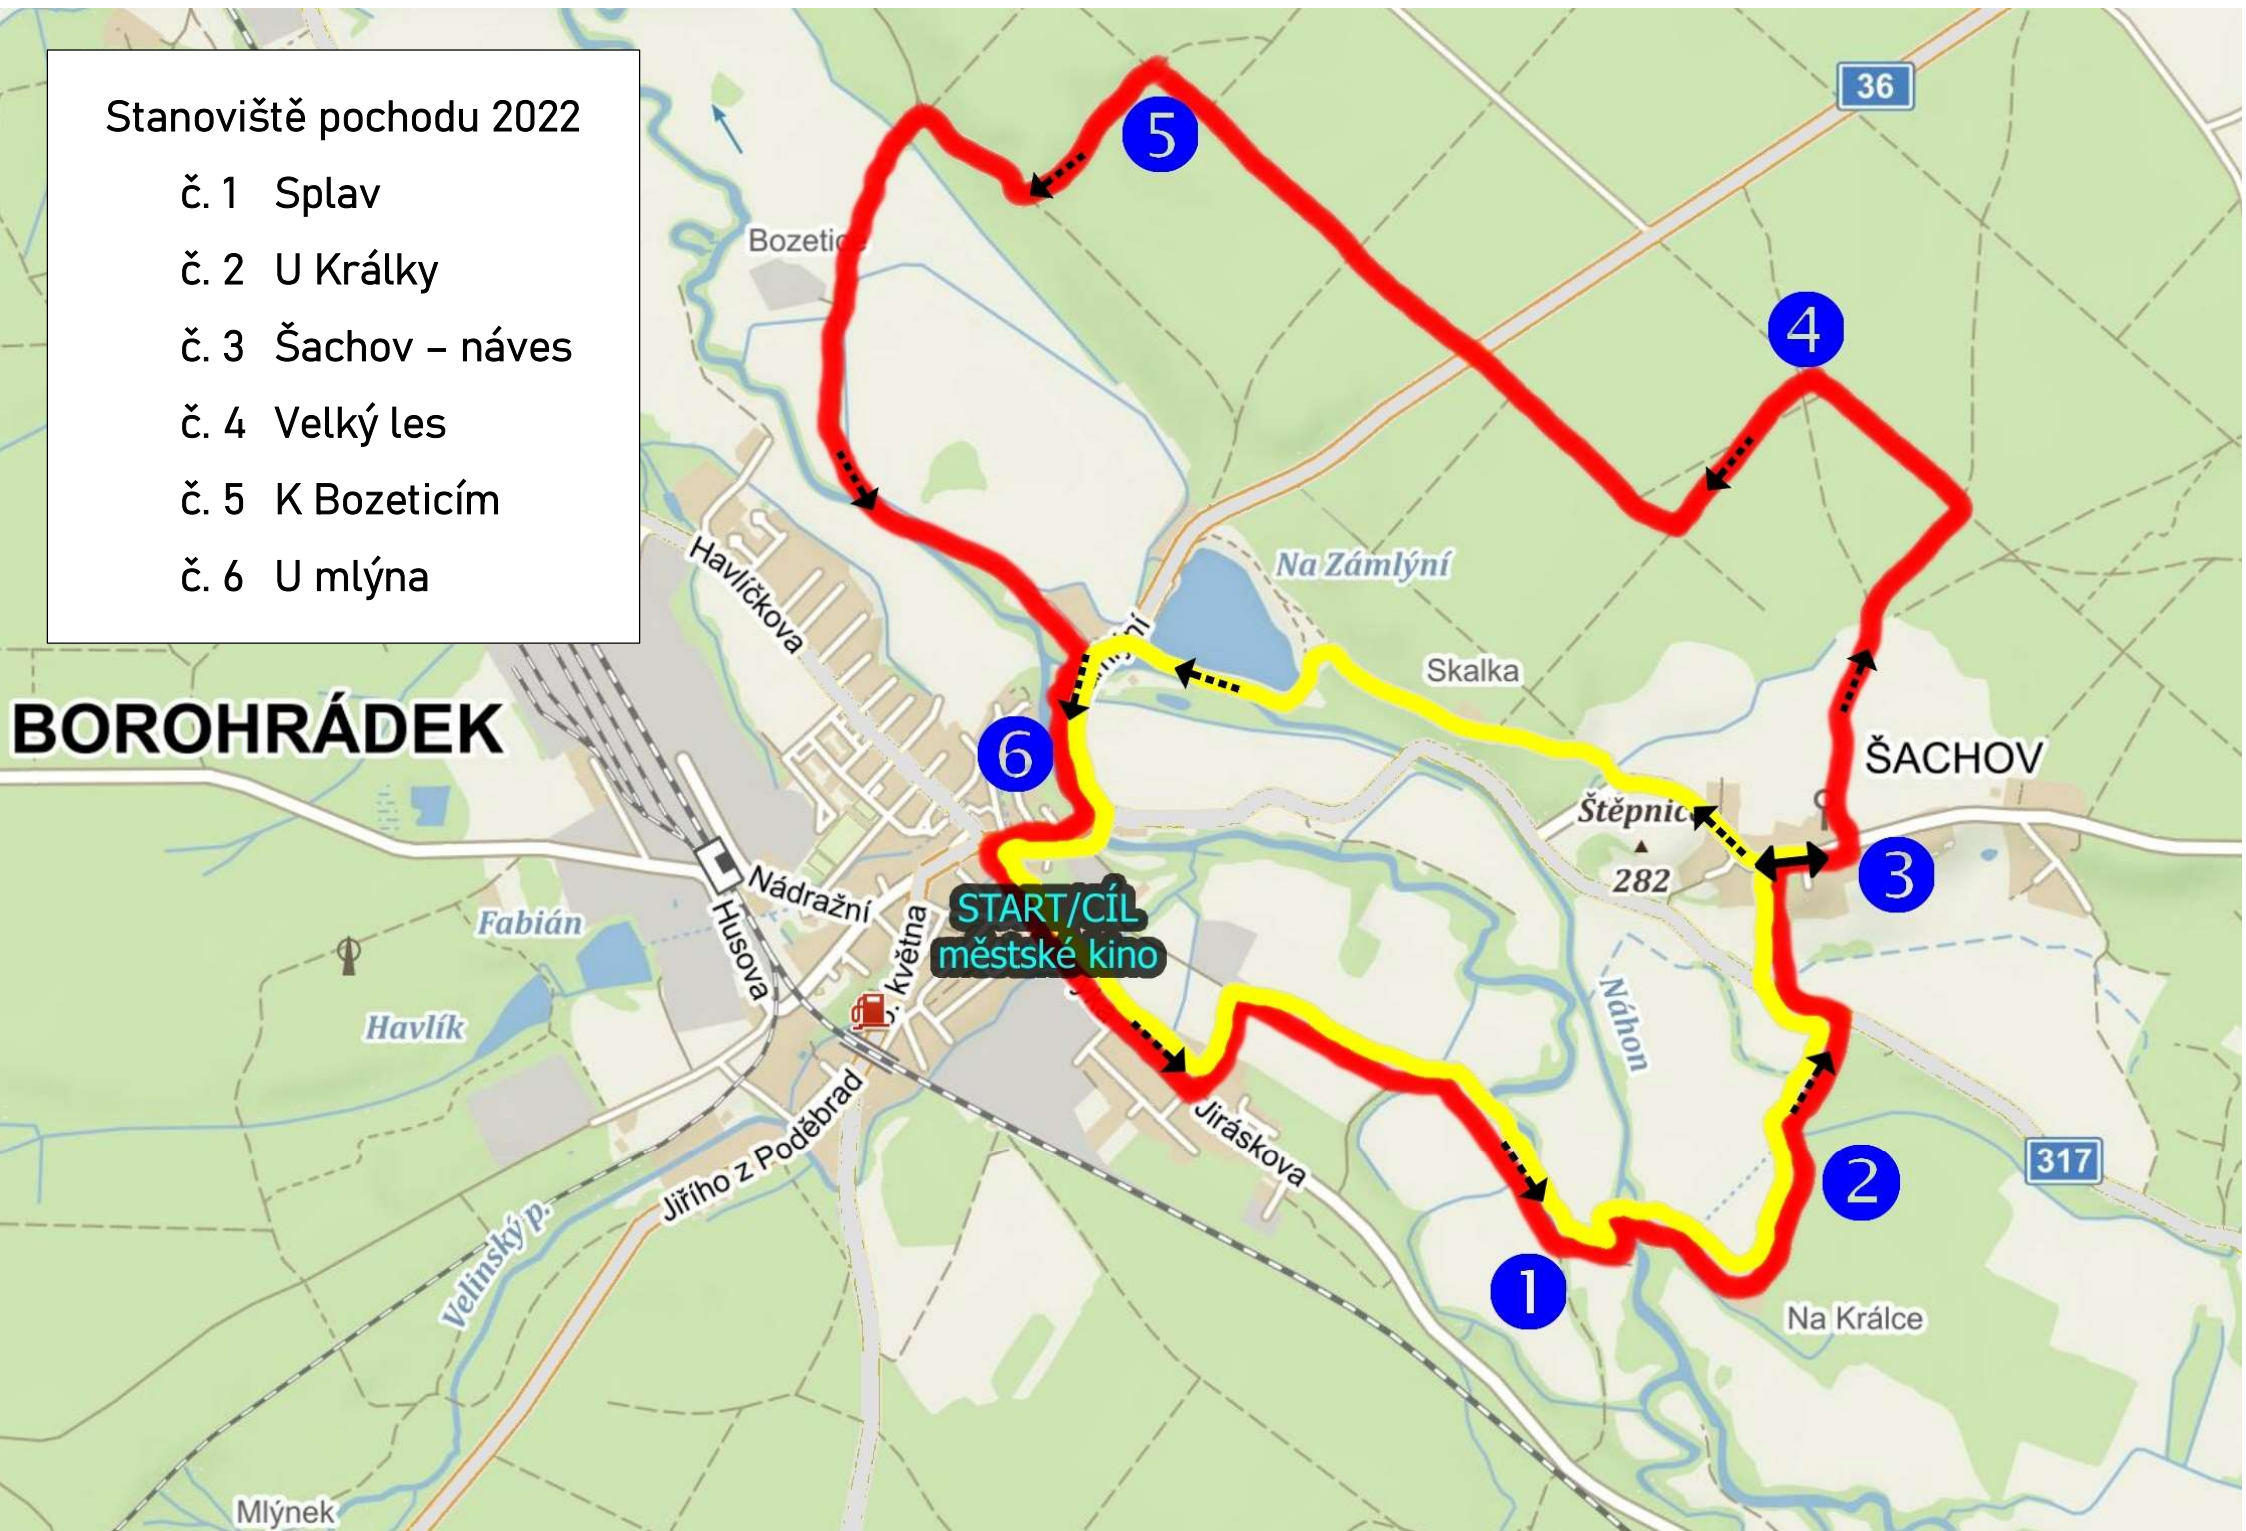 Stanoviště pochodu 2022
č. 1 Splav
č. 2 U Králky
č. 3 Šachov – náves
č. 4 Velký les
č. 5 K Bozeticím
č. 6 U mlýna
36
5
Bozetice
4
Na Zámlýní
Havlíčkova
Skalka
BOROHRÁDEK
6
ŠACHOV
Štěpnice
282
3
START/CÍL
městské kino
Nádražní
Husova
května
Fabián
Havlík
Náhon
Jiráskova
Jiřího z Poděbrad
317
2
1
Velinský p.
Na Králce
Mlýnek